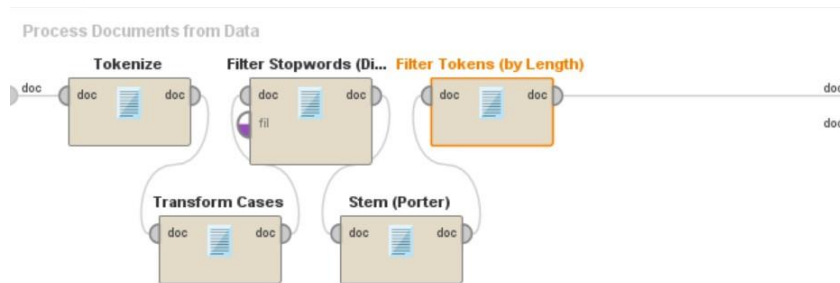 Process Documents from Data
Tokenize
Filter Stopwords (Di...
Filter Tokens (by Length)
doc
doc
doc
doc
doc
doc
doc
doc
fil
doc
Transform Cases
Stem (Porter)
doc
doc
doc
doc